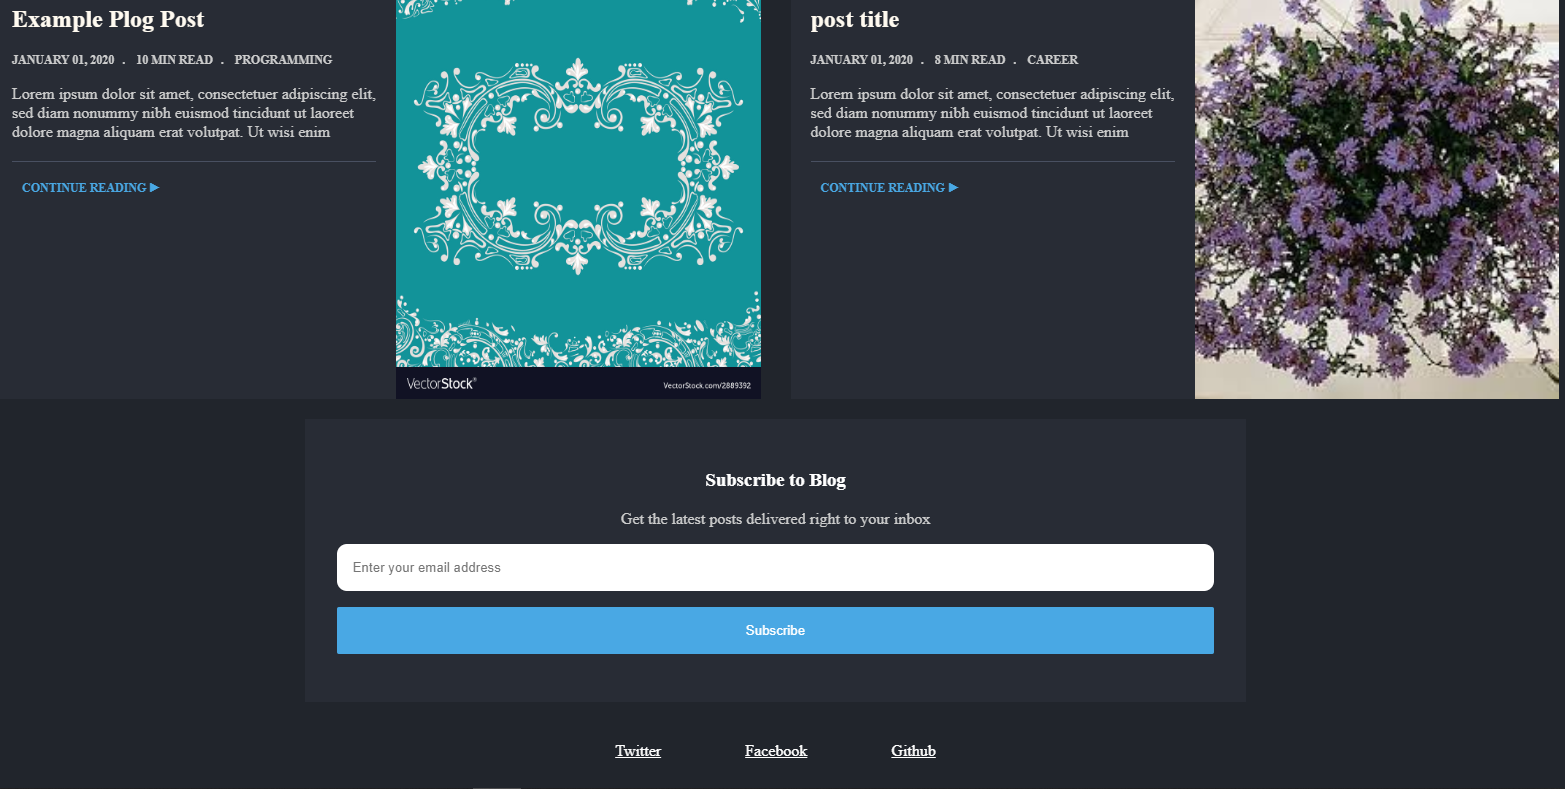 Example Plog Post
JANUARY 01, 2020 . 10 MIN READ . PROGRAMMING
Lorem ipsum dolor sit amet, consectetuer adipiscing elit,
sed diam nonummy nibh euismod tincidunt ut laoreet
dolore magna aliquam erat volutpat. Ut wisi enim
CONTINUE READING
VectorStock®
VectorStock.com/2889392
post title
JANUARY 01, 2020 . 8 MIN READ . CAREER
Lorem ipsum dolor sit amet, consectetuer adipiscing elit,
sed diam nonummy nibh euismod tincidunt ut laoreet
dolore magna aliquam erat volutpat. Ut wisi enim
CONTINUE READING
Subscribe to Blog
Get the latest posts delivered right to your inbox
Enter your email address
Subscribe
Twitter Facebook Github